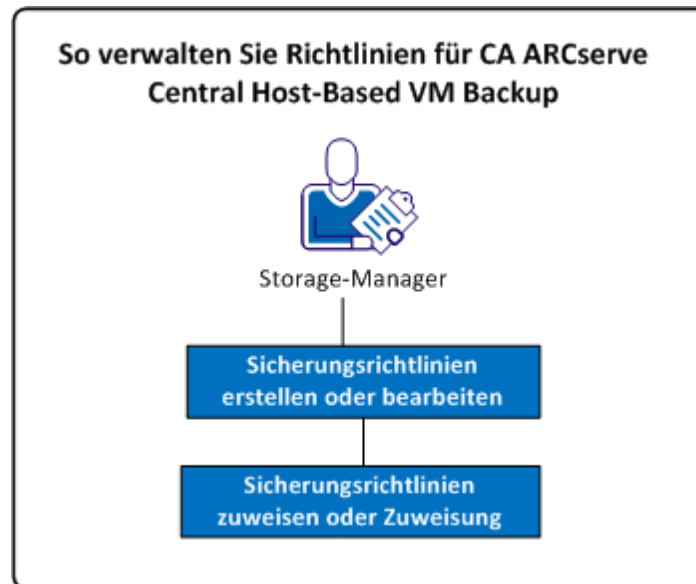 So verwalten Sie Richtlinien für CA ARCserve
Central Host-Based VM Backup
Storage-Manager
Sicherungsrichtlinien
erstellen oder bearbeiten
Sicherungsrichtlinien
zuweisen oder Zuweisung